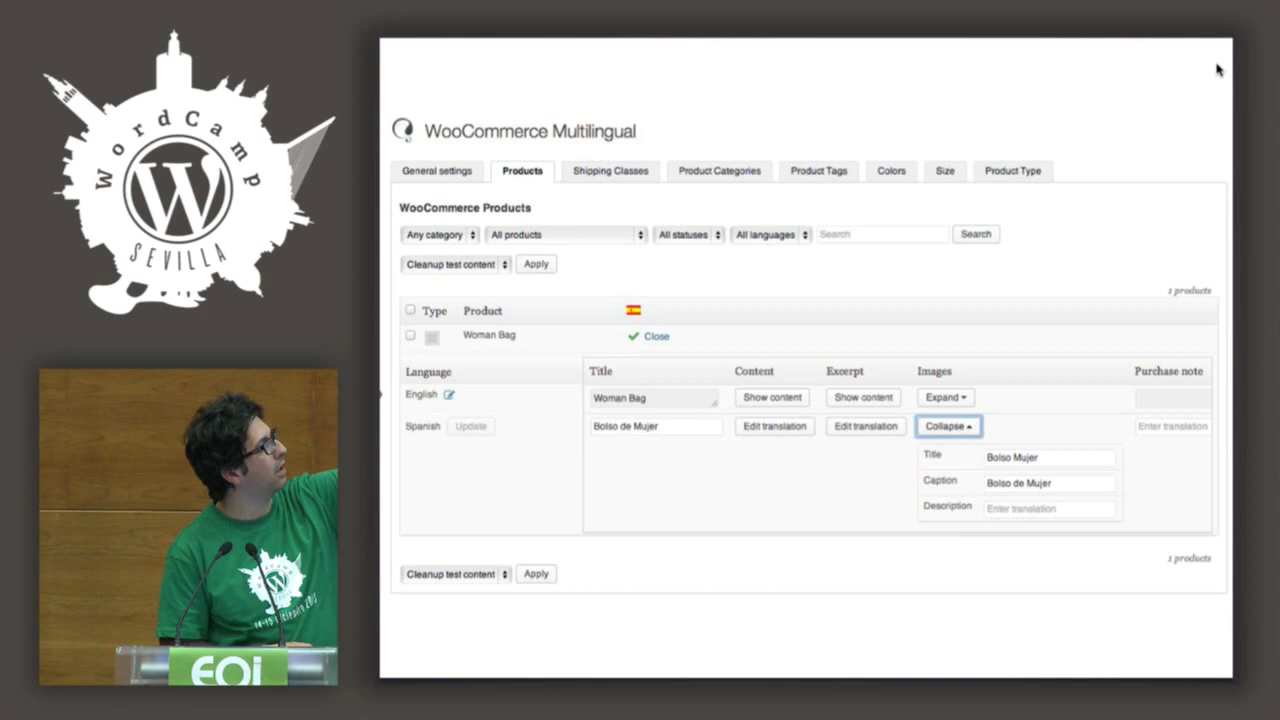 WordCamp
SEVILLA
WooCommerce Multilingual
General settings Products Shipping Classes Product Categories Product Tags Colors Size Product Type
WooCommerce Products
Any category All products All statuses All languages Search Search
Cleanup test content Apply
1 products
Type Product
Woman Bag Close
Language Title Content Excerpt Images Purchase note
English Woman Bag Show content Show content Expand
Spanish Update Bolso de Mujer Edit translation Edit translation Collapse Enter translation
Title Bolso Mujer
Caption Bolso de Mujer
Description Enter translation
1 products
Cleanup test content Apply
EOi